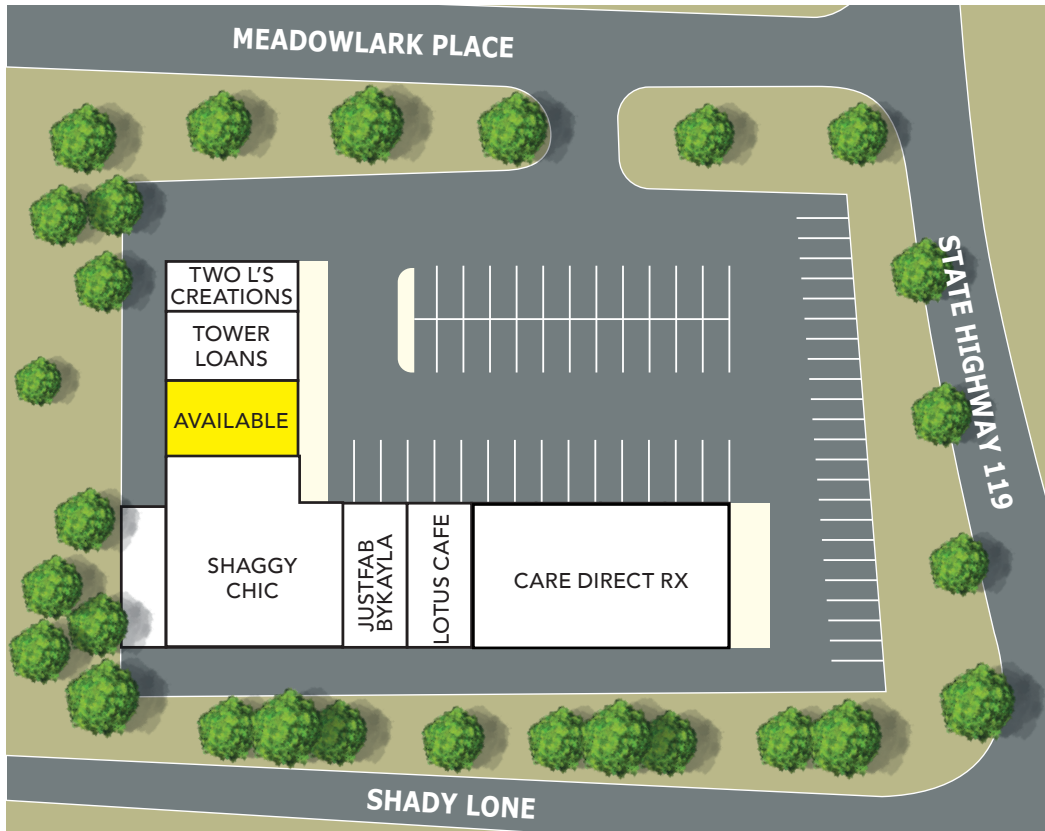 MEADOWLARK PLACE
STATE HIGHWAY 119
TWO L'S
CREATIONS
TOWER
LOANS
AVAILABLE
SHAGGY
CHIC
JUSTFAB
BYKAYLA
LOTUS CAFE
CARE DIRECT RX
SHADY LONE